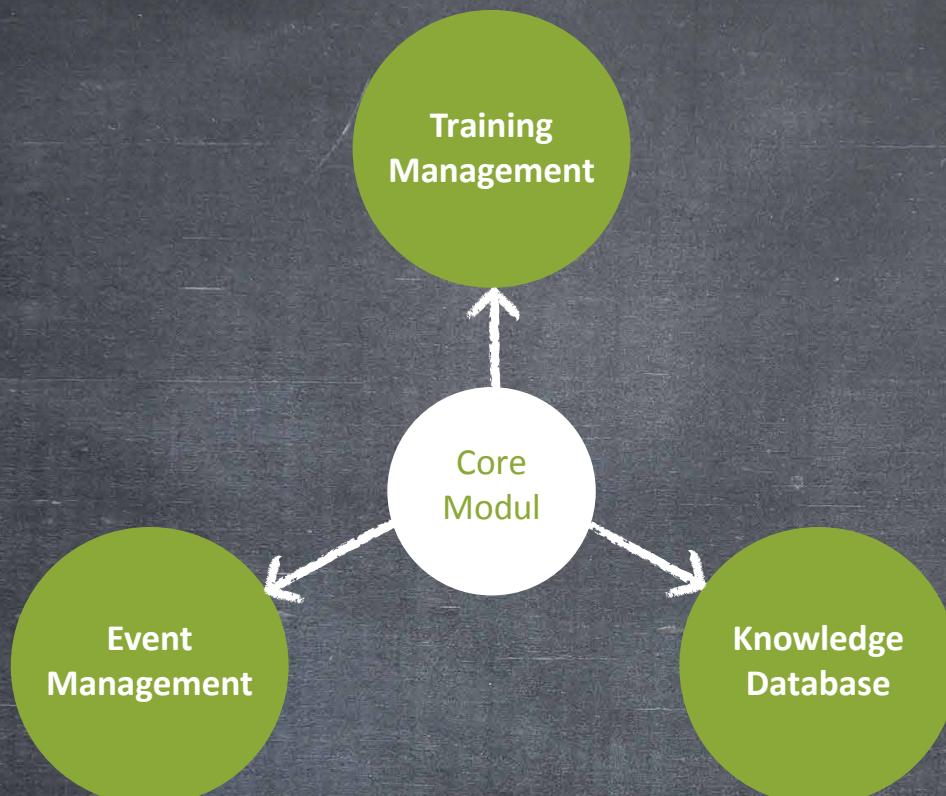 Training
Management
Core
Modul
Event
Management
Knowledge
Database